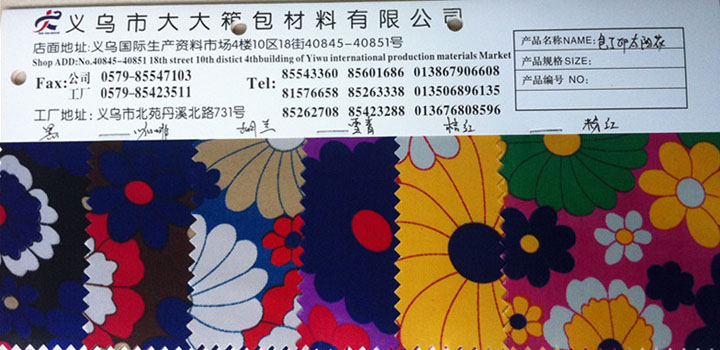 义乌市大大箱包材料有限公司
店面地址:义乌国际生产资料市场4楼10区18街40845-40851号
Shop ADD:No.40845-40851 18th street 10th distict 4thbuilding of Yiwu international production materials Market
Fax:公司 0579-85547103
工厂 0579-85423511
Tel: 85543360 85601686 013867906608
81576658 85263338 013506896135
85262708 85423288 013676808596
工厂地址:义乌市北苑丹溪北路731号
产品名称NAME:
产品规格SIZE:
产品编号 NO:
黑 咖啡 宝青 桔红 粉红